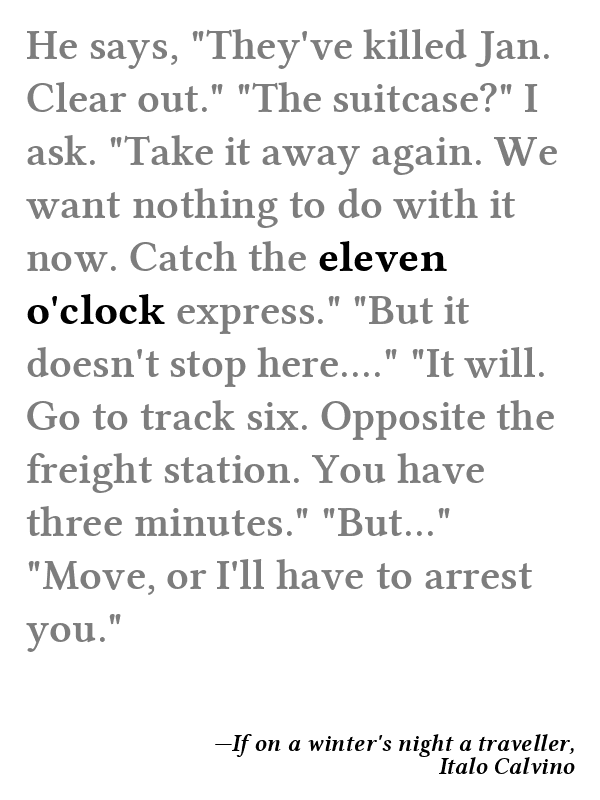 He says, "They've killed Jan.
Clear out." "The suitcase?" I
ask. "Take it away again. We
want nothing to do with it
now. Catch the eleven
o'clock express." "But it
doesn't stop here...." "It will.
Go to track six. Opposite the
freight station. You have
three minutes." "But..."
"Move, or I'll have to arrest
you."
—If on a winter's night a traveller,
Italo Calvino